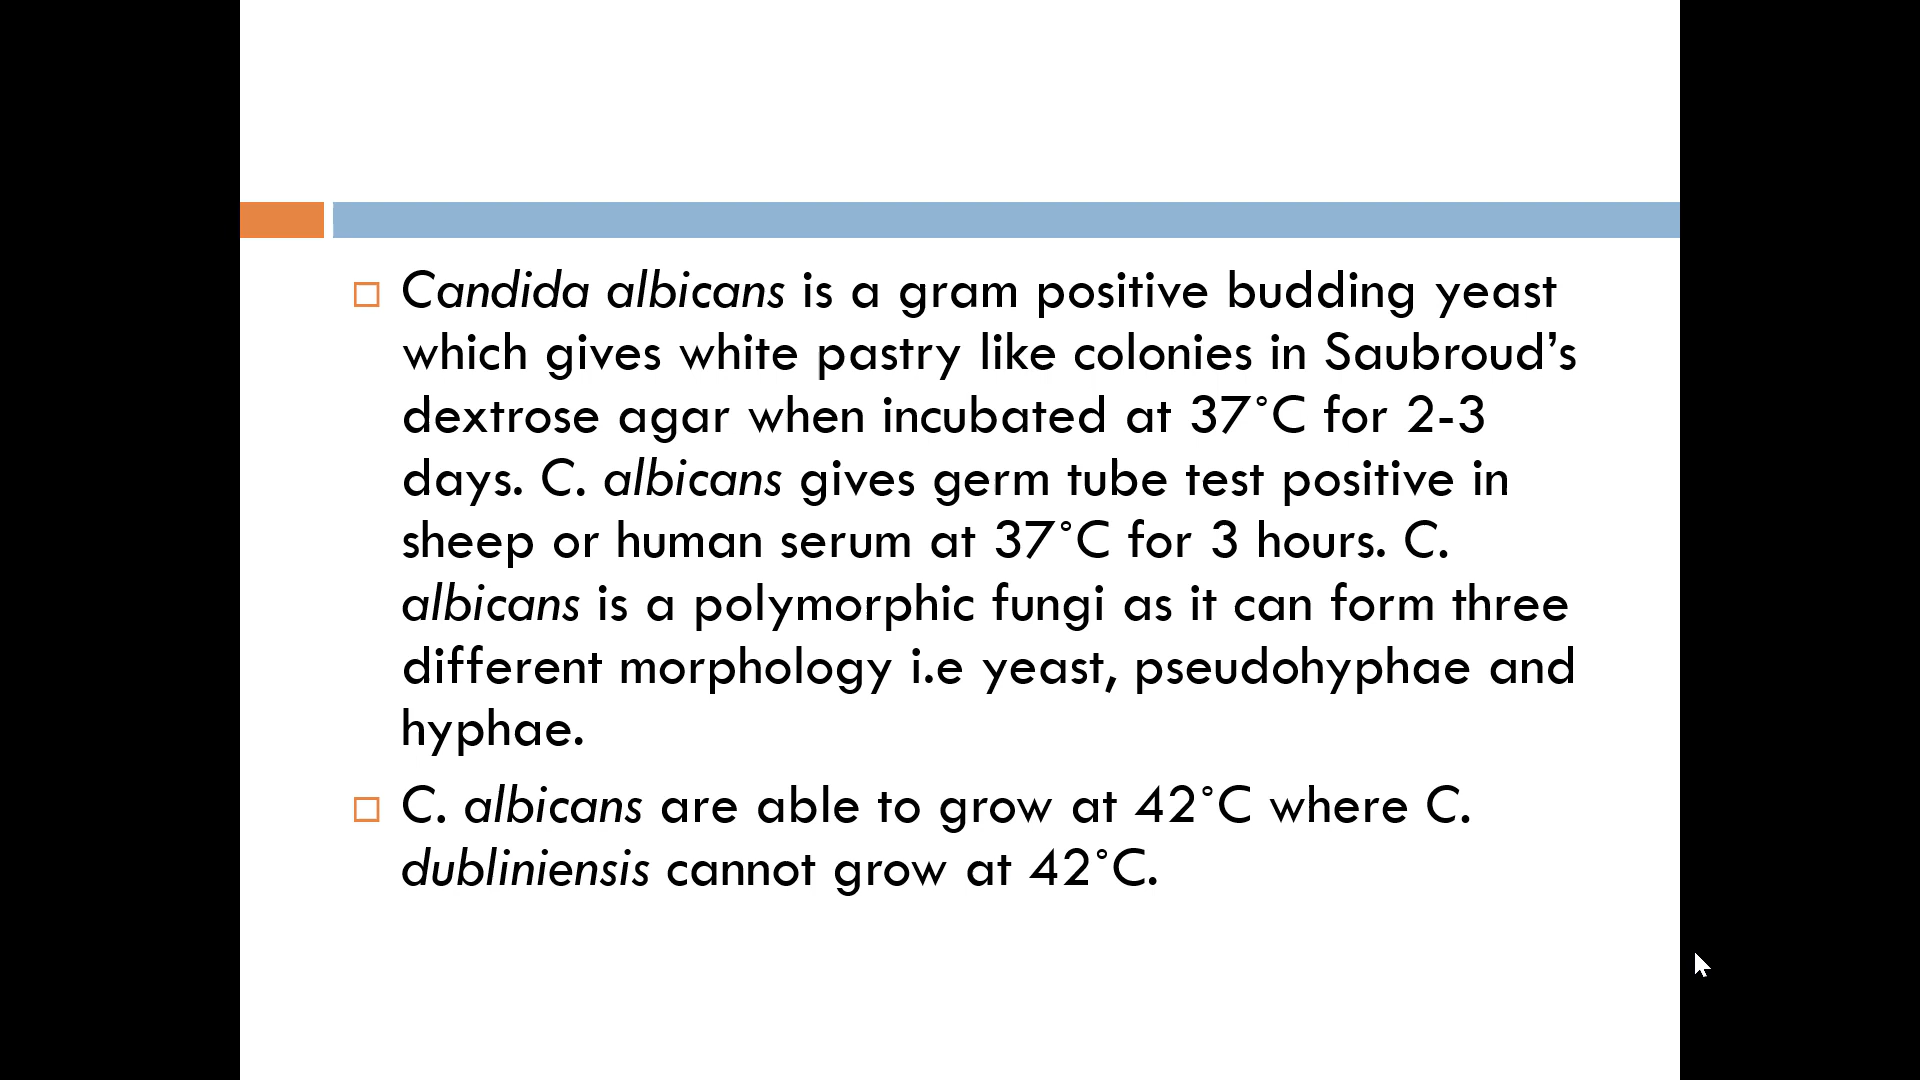 Candida albicans is a gram positive budding yeast
which gives white pastry like colonies in Saubroud’s
dextrose agar when incubated at 37˚C for 2-3
days. C. albicans gives germ tube test positive in
sheep or human serum at 37˚C for 3 hours. C.
albicans is a polymorphic fungi as it can form three
different morphology i.e yeast, pseudohyphae and
hyphae.
C. albicans are able to grow at 42˚C where C.
dubliniensis cannot grow at 42˚C.